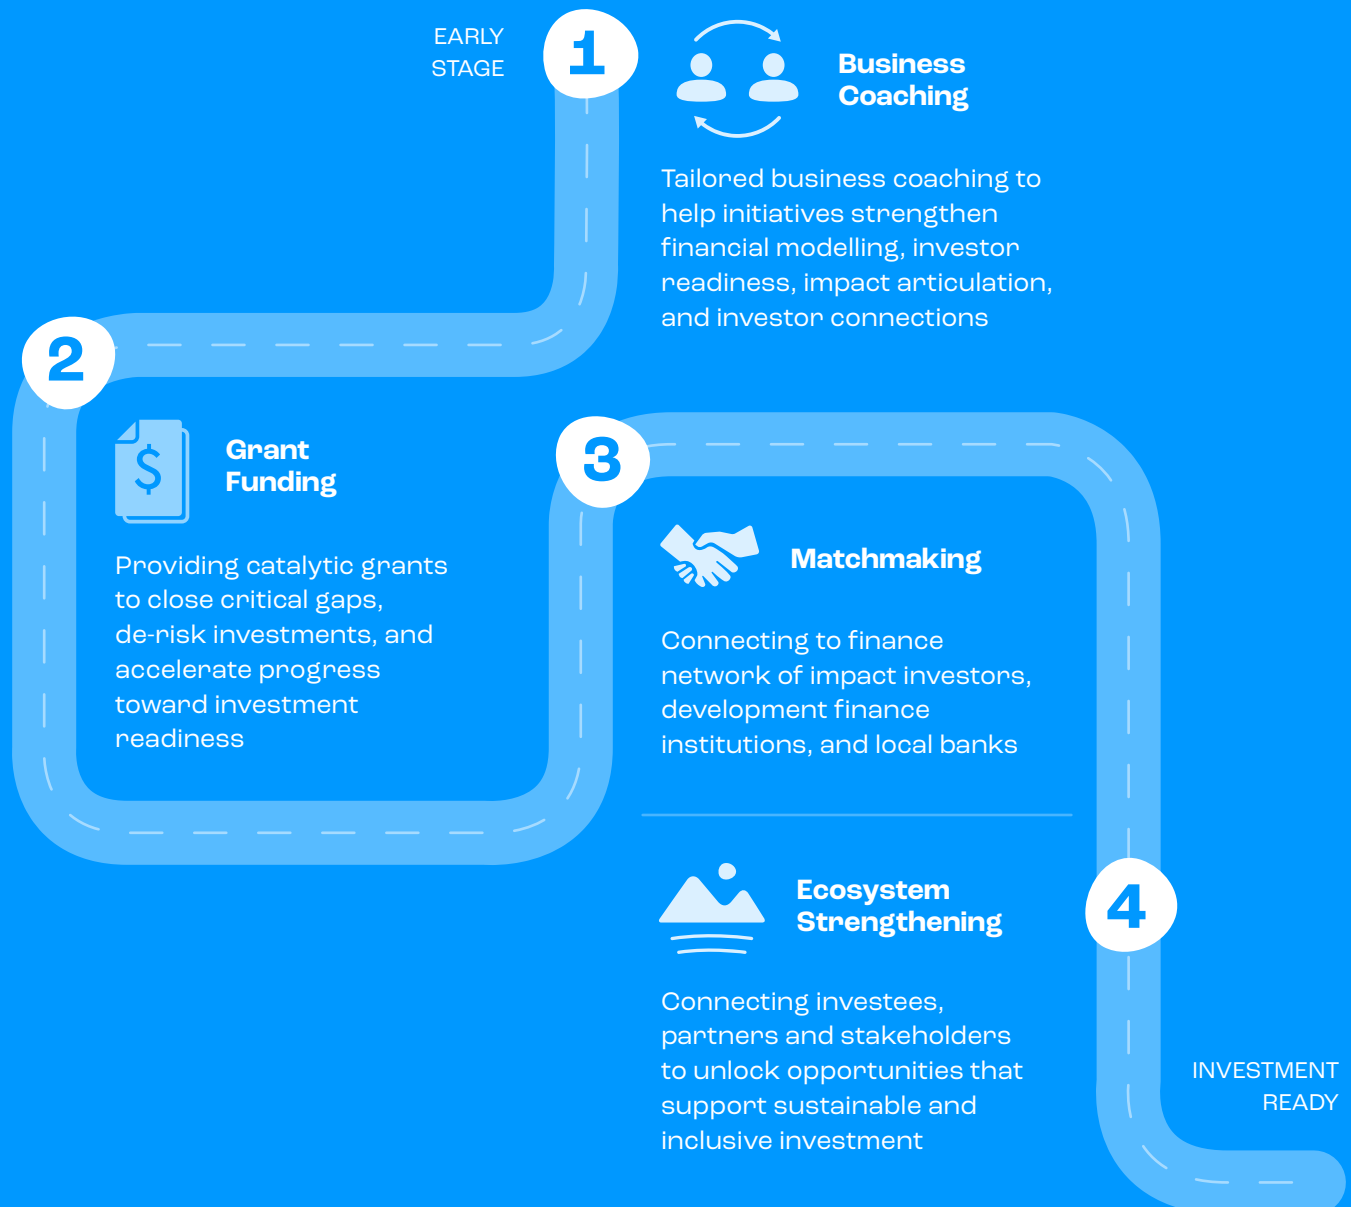 EARLY
STAGE
1
Business
Coaching
Tailored business coaching to
help initiatives strengthen
financial modelling, investor
readiness, impact articulation,
and investor connections
2
Grant
Funding
$
Providing catalytic grants
to close critical gaps,
de-risk investments, and
accelerate progress
toward investment
readiness
3
Matchmaking
Connecting to finance
network of impact investors,
development finance
institutions, and local banks
4
Ecosystem
Strengthening
Connecting investees,
partners and stakeholders
to unlock opportunities that
support sustainable and
inclusive investment
INVESTMENT
READY